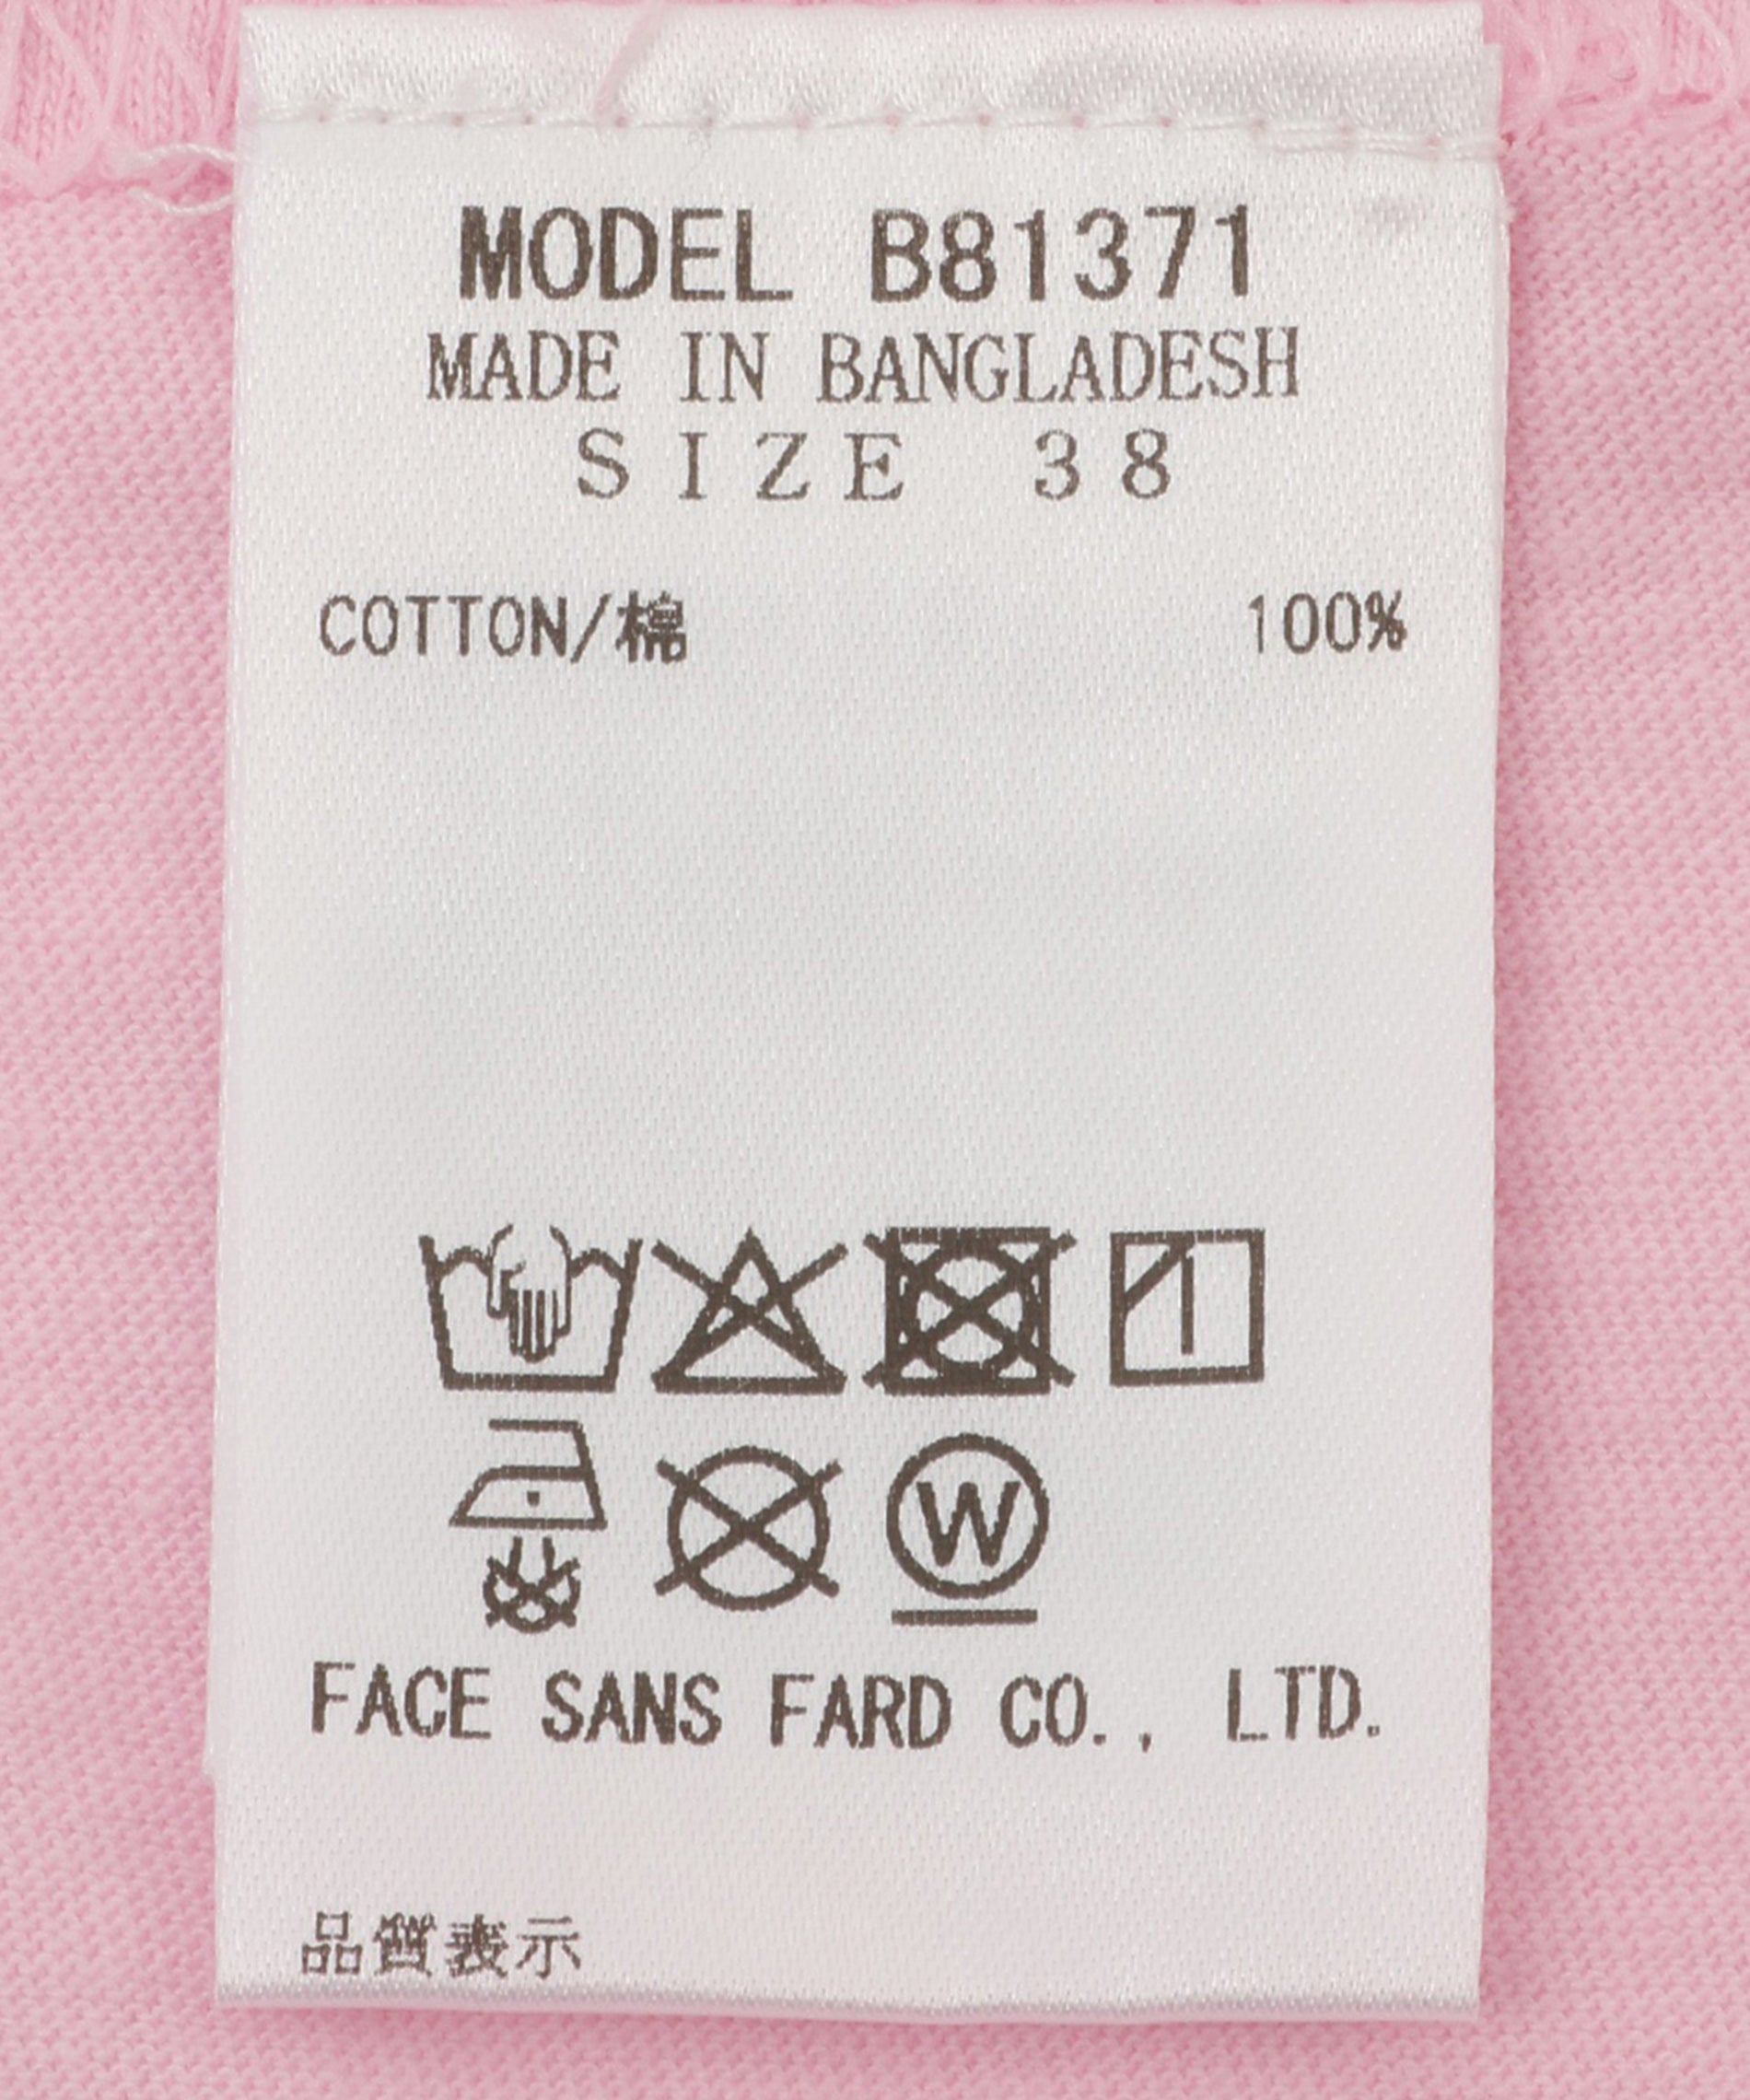 MODEL B81371
MADE IN BANGLADESH
SIZE 38
COTTON/棉 100%
W
FACE SANS FARD CO., LTD.
品質表示